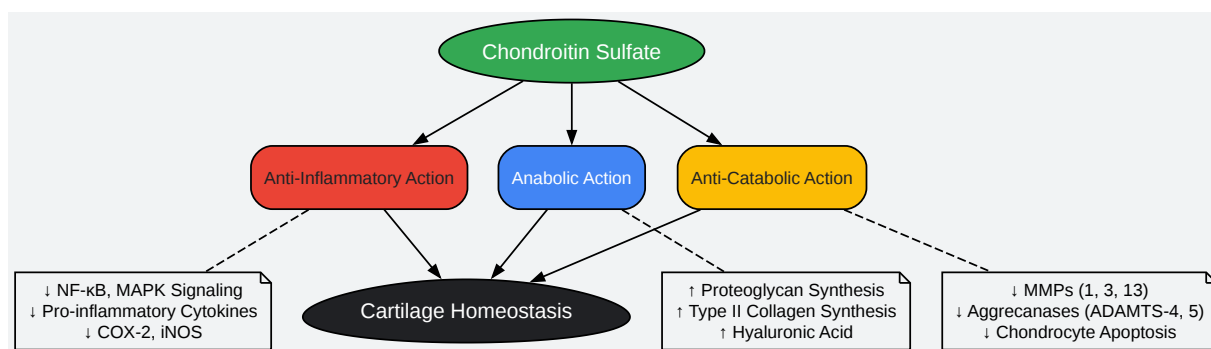 Chondroitin Sulfate
Anti-Inflammatory Action
Anabolic Action
Anti-Catabolic Action
↓ NF-κB, MAPK Signaling
↓ Pro-inflammatory Cytokines
↓ COX-2, iNOS
Cartilage Homeostasis
↑ Proteoglycan Synthesis
↑ Type II Collagen Synthesis
↑ Hyaluronic Acid
↓ MMPs (1, 3, 13)
↓ Aggrecanases (ADAMTS-4, 5)
↓ Chondrocyte Apoptosis